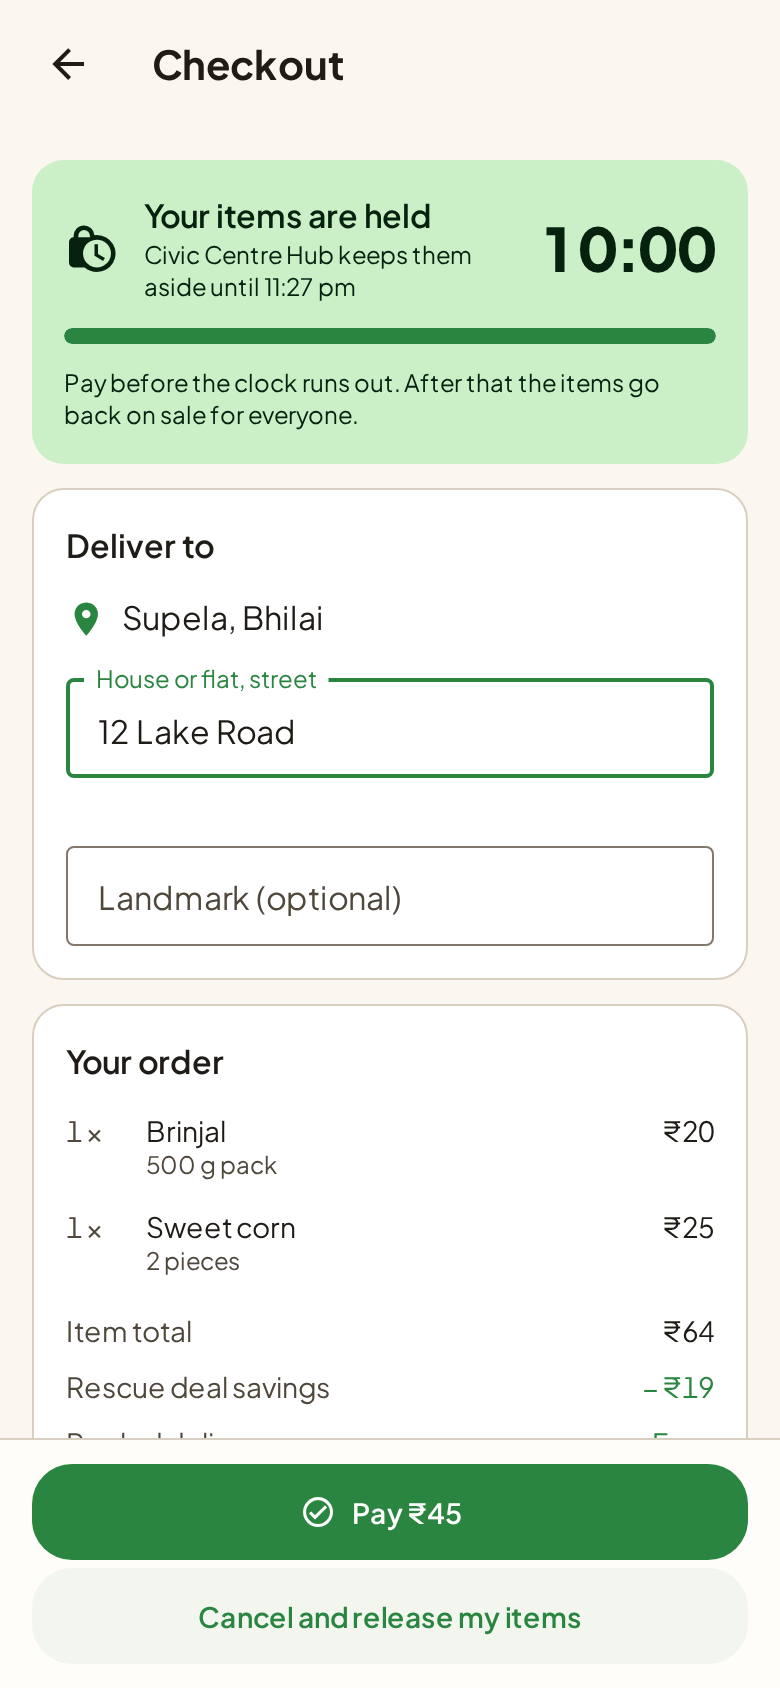 Checkout
Your items are held
Civic Centre Hub keeps them
aside until 11:27 pm
10:00
Pay before the clock runs out. After that the items go
back on sale for everyone.
Deliver to
Supela, Bhilai
House or flat, street
12 Lake Road
Landmark (optional)
Your order
1 × Brinjal ₹20
500 g pack
1 × Sweet corn ₹25
2 pieces
Item total ₹64
Rescue deal savings – ₹19
Pay ₹45
Cancel and release my items